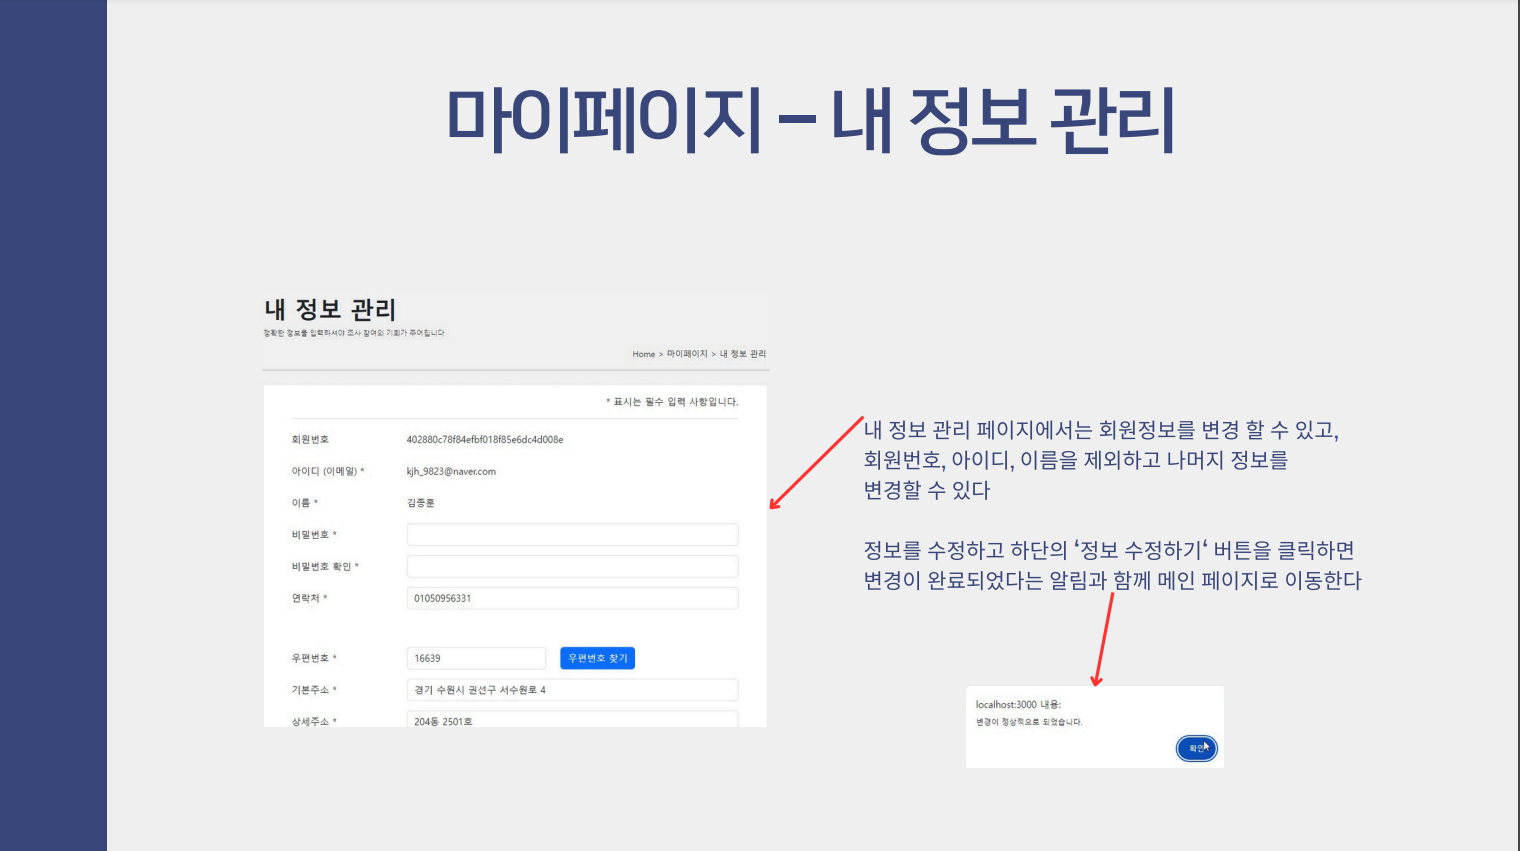 마이페이지 – 내 정보 관리
내 정보 관리
정확한 정보를 입력하셔야 조사 참여의 기회가 주어집니다
Home > 마이페이지 > 내 정보 관리
* 표시는 필수 입력 사항입니다.
회원번호 402880c78f84efbf018f85e6dc4d008e
아이디 (이메일) * kjh_9823@naver.com
이름 * 김종훈
비밀번호 *
비밀번호 확인 *
연락처 * 01050956331
우편번호 * 16639 우편번호 찾기
기본주소 * 경기 수원시 권선구 서수원로 4
상세주소 * 204동 2501호
내 정보 관리 페이지에서는 회원정보를 변경 할 수 있고,
회원번호, 아이디, 이름을 제외하고 나머지 정보를
변경할 수 있다
정보를 수정하고 하단의 ‘정보 수정하기‘ 버튼을 클릭하면
변경이 완료되었다는 알림과 함께 메인 페이지로 이동한다
localhost:3000 내용:
변경이 정상적으로 되었습니다.
확인